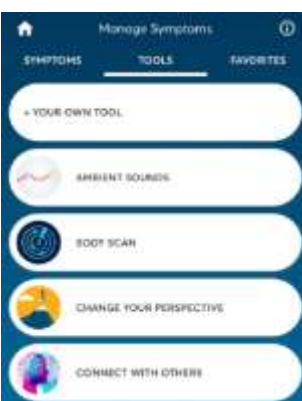 Manage Symptoms
SYMPTOMS TOOLS FAVORITES
+ YOUR OWN TOOL
AMBIENT SOUNDS
BODY SCAN
CHANGE YOUR PERSPECTIVE
CONNECT WITH OTHERS